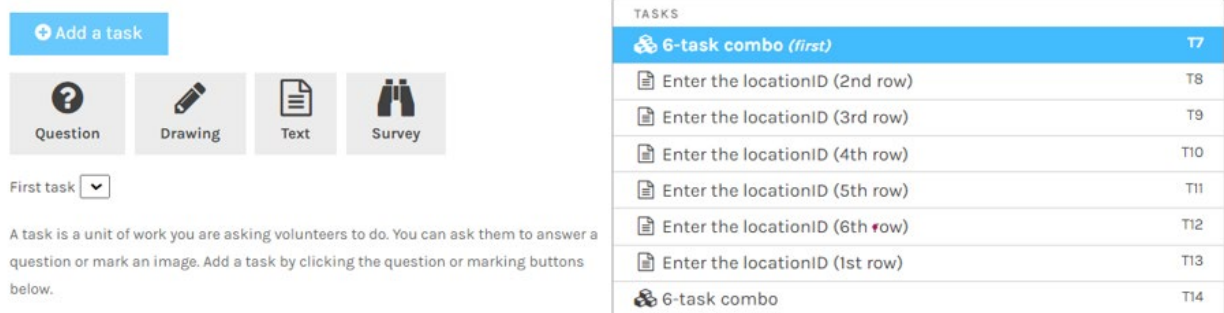 Add a task
Question
Drawing
Text
Survey
First task
A task is a unit of work you are asking volunteers to do. You can ask them to answer a
question or mark an image. Add a task by clicking the question or marking buttons
below.
TASKS
6-task combo (first) T7
Enter the locationID (2nd row) T8
Enter the locationID (3rd row) T9
Enter the locationID (4th row) T10
Enter the locationID (5th row) T11
Enter the locationID (6th row) T12
Enter the locationID (1st row) T13
6-task combo T14